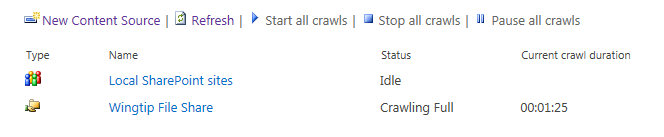 New Content Source | Refresh | Start all crawls | Stop all crawls | Pause all crawls
Type Name Status Current crawl duration
Local SharePoint sites Idle
Wingtip File Share Crawling Full 00:01:25